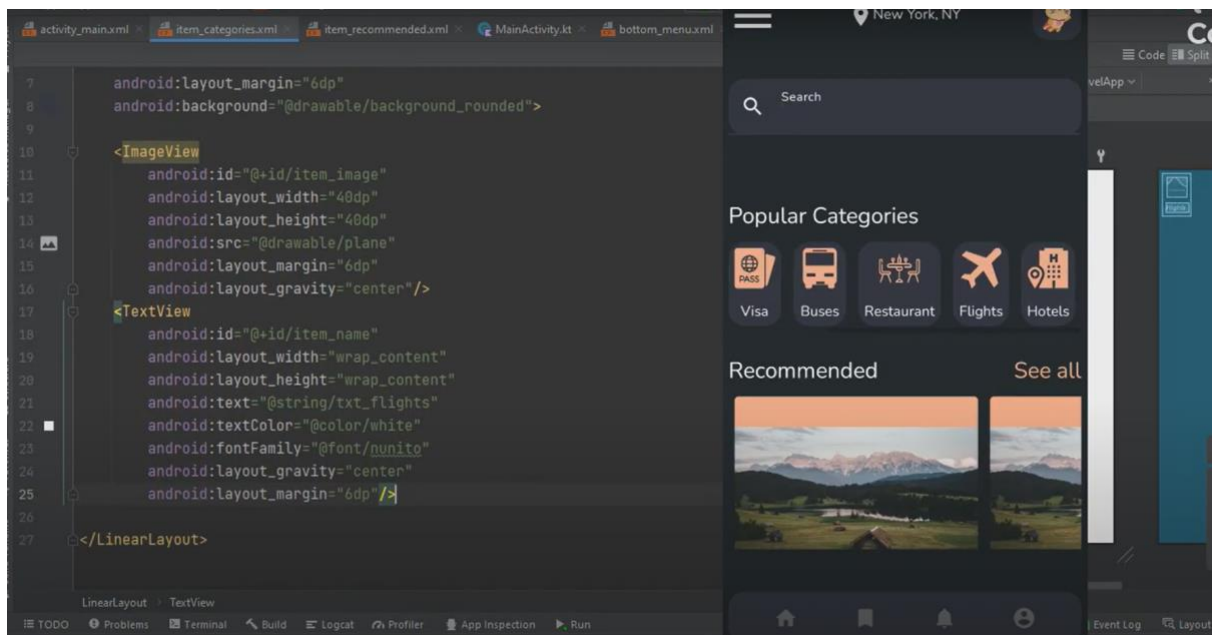 activity_main.xml
item_categories.xml
item_recommended.xml
MainActivity.kt
bottom_menu.xml
7 android:layout_margin="6dp"
8 android:background="@drawable/background_rounded">
9
10 <ImageView
11 android:id="@+id/item_image"
12 android:layout_width="40dp"
13 android:layout_height="40dp"
14 android:src="@drawable/plane"
15 android:layout_margin="6dp"
16 android:layout_gravity="center"/>
17 <TextView
18 android:id="@+id/item_name"
19 android:layout_width="wrap_content"
20 android:layout_height="wrap_content"
21 android:text="@string/txt_flights"
22 android:textColor="@color/white"
23 android:fontFamily="@font/nunito"
24 android:layout_gravity="center"
25 android:layout_margin="6dp"/>
26
27 </LinearLayout>
LinearLayout TextView
TODO Problems Terminal Build Logcat Profiler App Inspection Run
New York, NY
Search
Popular Categories
PASS
H
Visa Buses Restaurant Flights Hotels
Recommended See all
Code Split
velApp
Event Log Layout